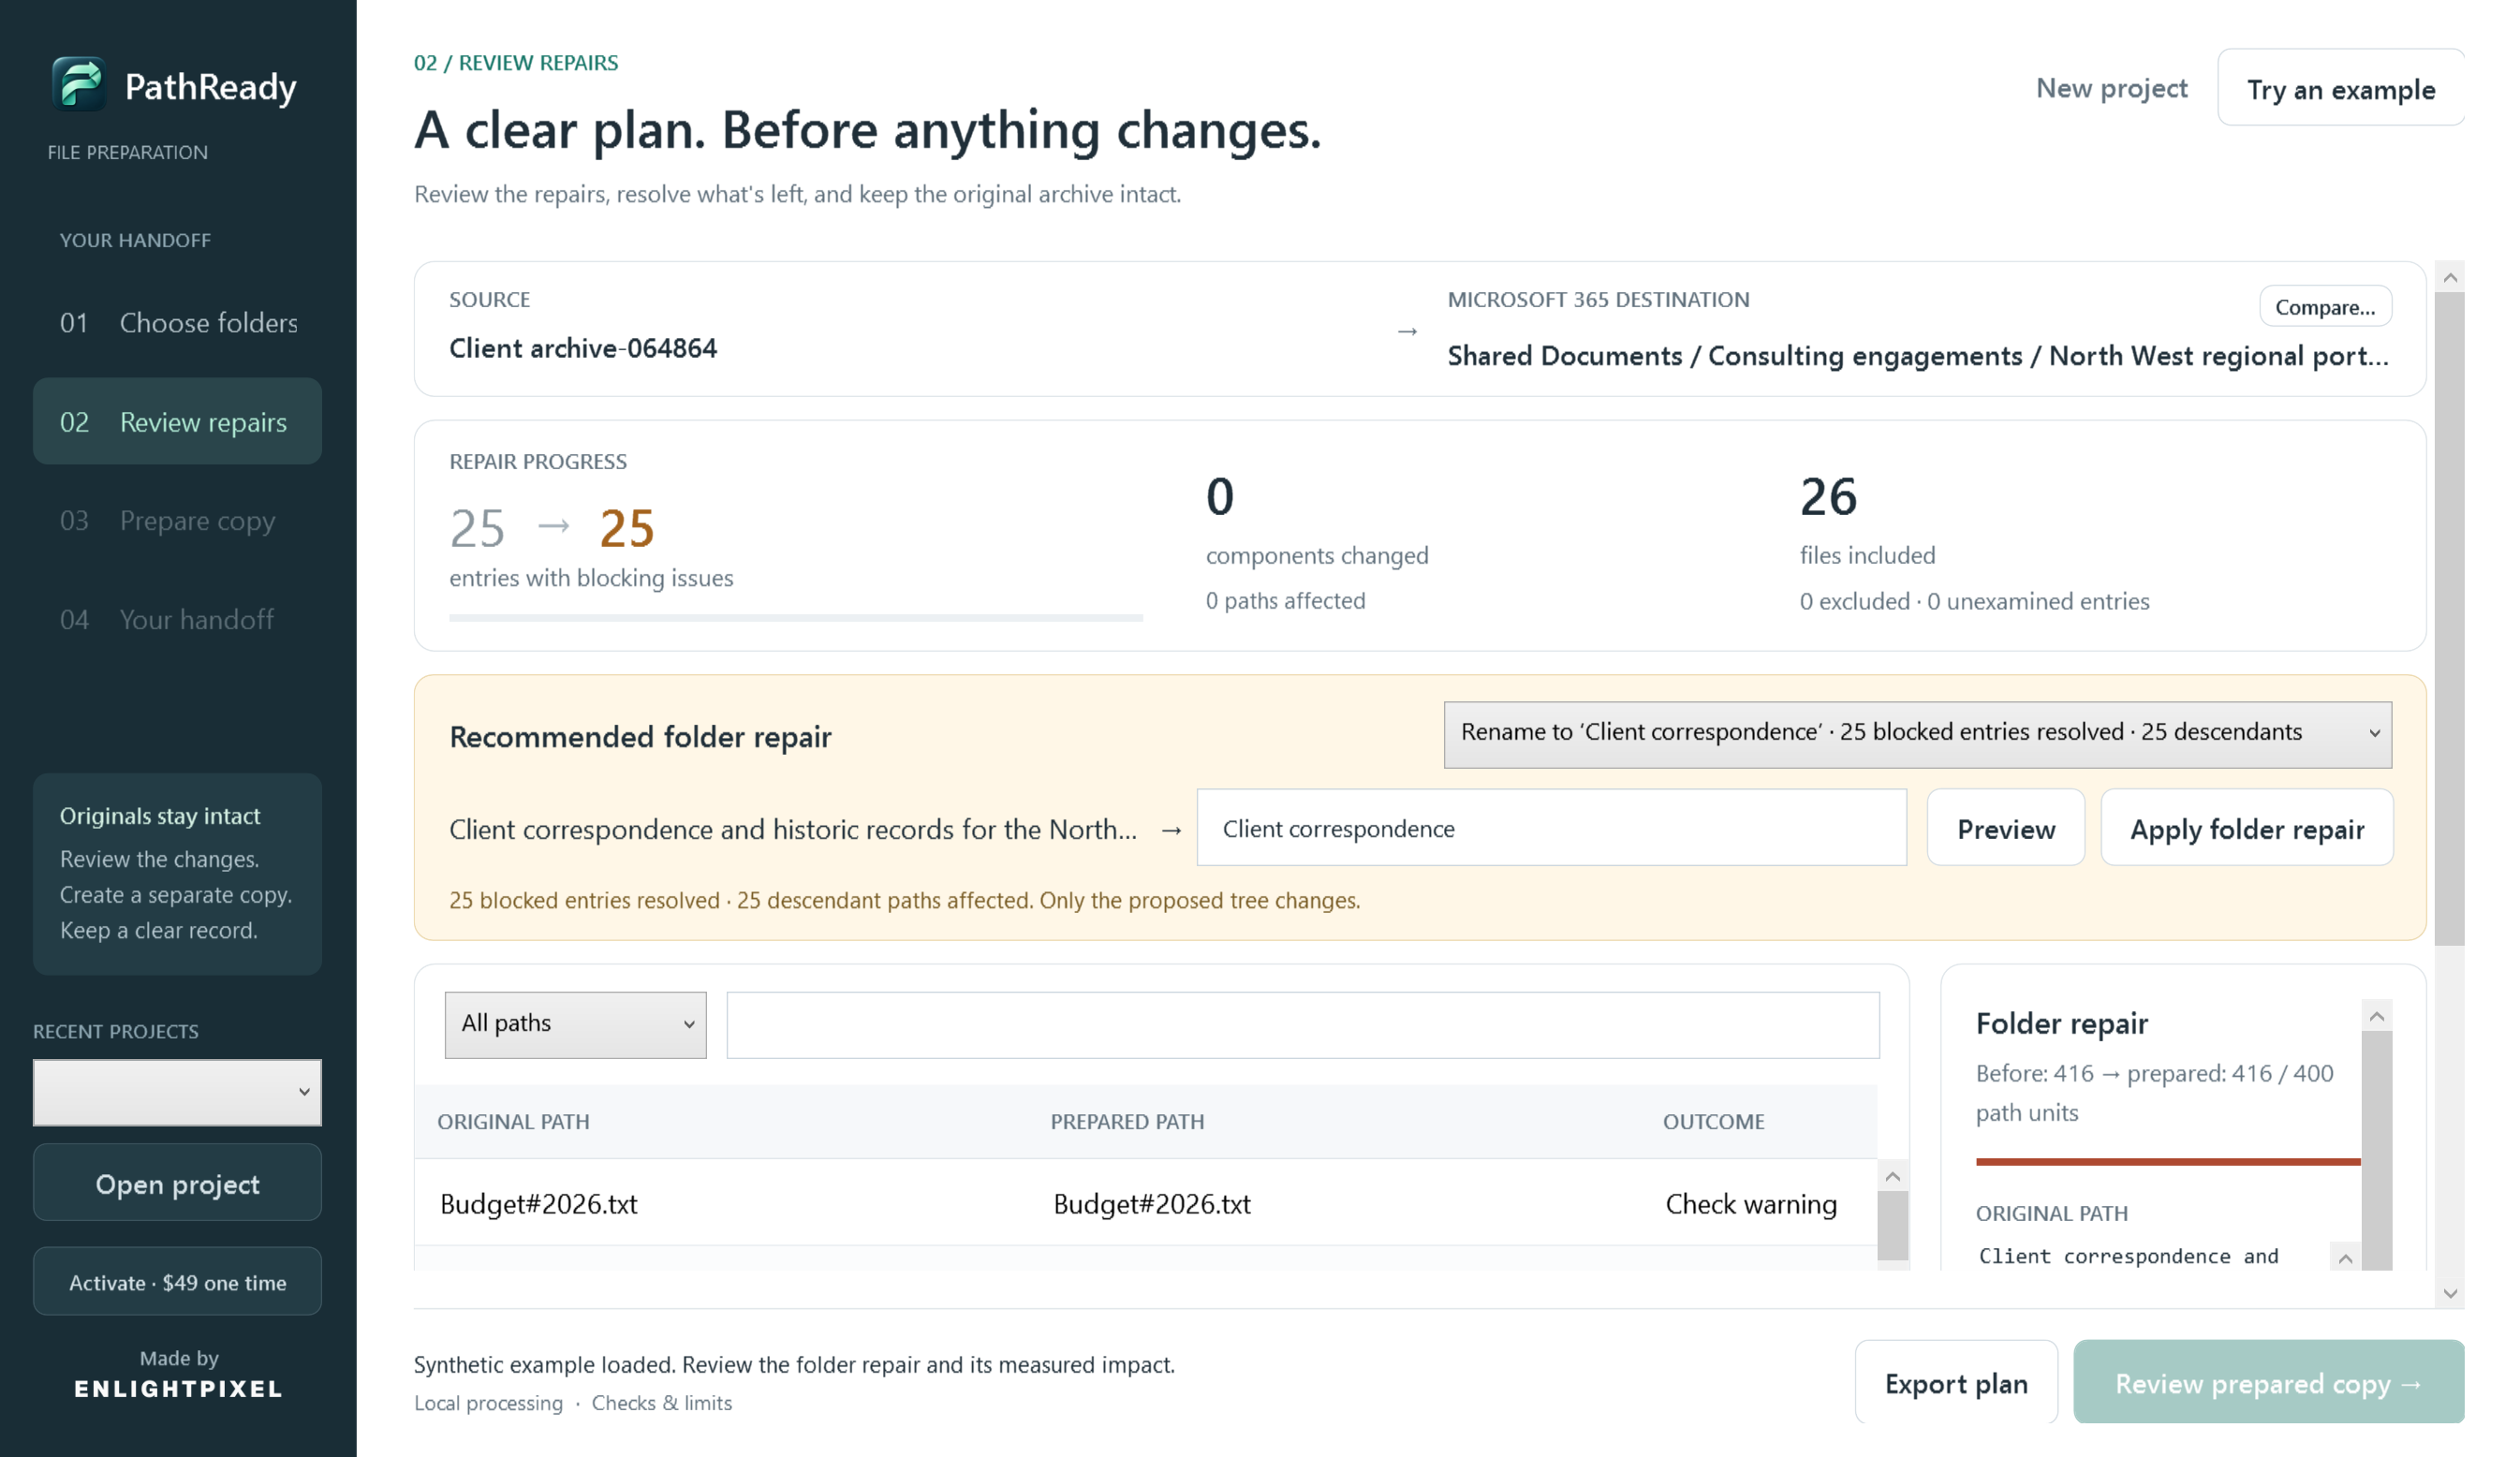 PathReady
FILE PREPARATION
YOUR HANDOFF
01 Choose folders
02 Review repairs
03 Prepare copy
04 Your handoff
Originals stay intact
Review the changes.
Create a separate copy.
Keep a clear record.
RECENT PROJECTS
Open project
Activate · $49 one time
Made by
ENLIGHTPIXEL
02 / REVIEW REPAIRS
A clear plan. Before anything changes.
Review the repairs, resolve what's left, and keep the original archive intact.
New project
Try an example
SOURCE
Client archive-064864
→
MICROSOFT 365 DESTINATION
Compare...
Shared Documents / Consulting engagements / North West regional port...
REPAIR PROGRESS
25 → 25
entries with blocking issues
0
components changed
0 paths affected
26
files included
0 excluded · 0 unexamined entries
Recommended folder repair
Rename to ‘Client correspondence’ · 25 blocked entries resolved · 25 descendants
Client correspondence and historic records for the North... → Client correspondence
Preview
Apply folder repair
25 blocked entries resolved · 25 descendant paths affected. Only the proposed tree changes.
All paths
ORIGINAL PATH PREPARED PATH OUTCOME
Budget#2026.txt Budget#2026.txt Check warning
Folder repair
Before: 416 → prepared: 416 / 400
path units
ORIGINAL PATH
Client correspondence and
Synthetic example loaded. Review the folder repair and its measured impact.
Local processing · Checks & limits
Export plan
Review prepared copy →